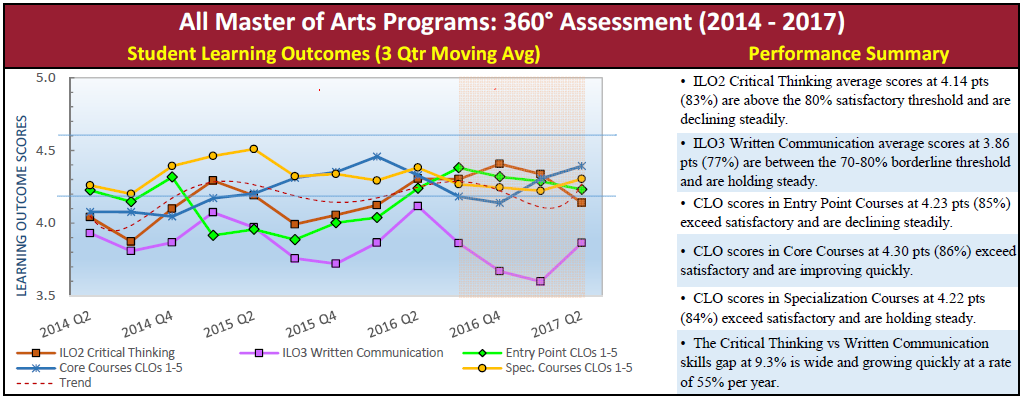 All Master of Arts Programs: 360° Assessment (2014 - 2017)
Student Learning Outcomes (3 Qtr Moving Avg)
Performance Summary
LEARNING OUTCOME SCORES
5.0
4.5
4.0
3.5
2014 Q2
2014 Q4
2015 Q2
2015 Q4
2016 Q2
2016 Q4
2017 Q2
ILO2 Critical Thinking
ILO3 Written Communication
Entry Point CLOs 1-5
Core Courses CLOs 1-5
Spec. Courses CLOs 1-5
Trend
• ILO2 Critical Thinking average scores at 4.14 pts
(83%) are above the 80% satisfactory threshold and are
declining steadily.
• ILO3 Written Communication average scores at 3.86
pts (77%) are between the 70-80% borderline threshold
and are holding steady.
• CLO scores in Entry Point Courses at 4.23 pts (85%)
exceed satisfactory and are declining steadily.
• CLO scores in Core Courses at 4.30 pts (86%) exceed
satisfactory and are improving quickly.
• CLO scores in Specialization Courses at 4.22 pts
(84%) exceed satisfactory and are holding steady.
• The Critical Thinking vs Written Communication
skills gap at 9.3% is wide and growing quickly at a rate
of 55% per year.